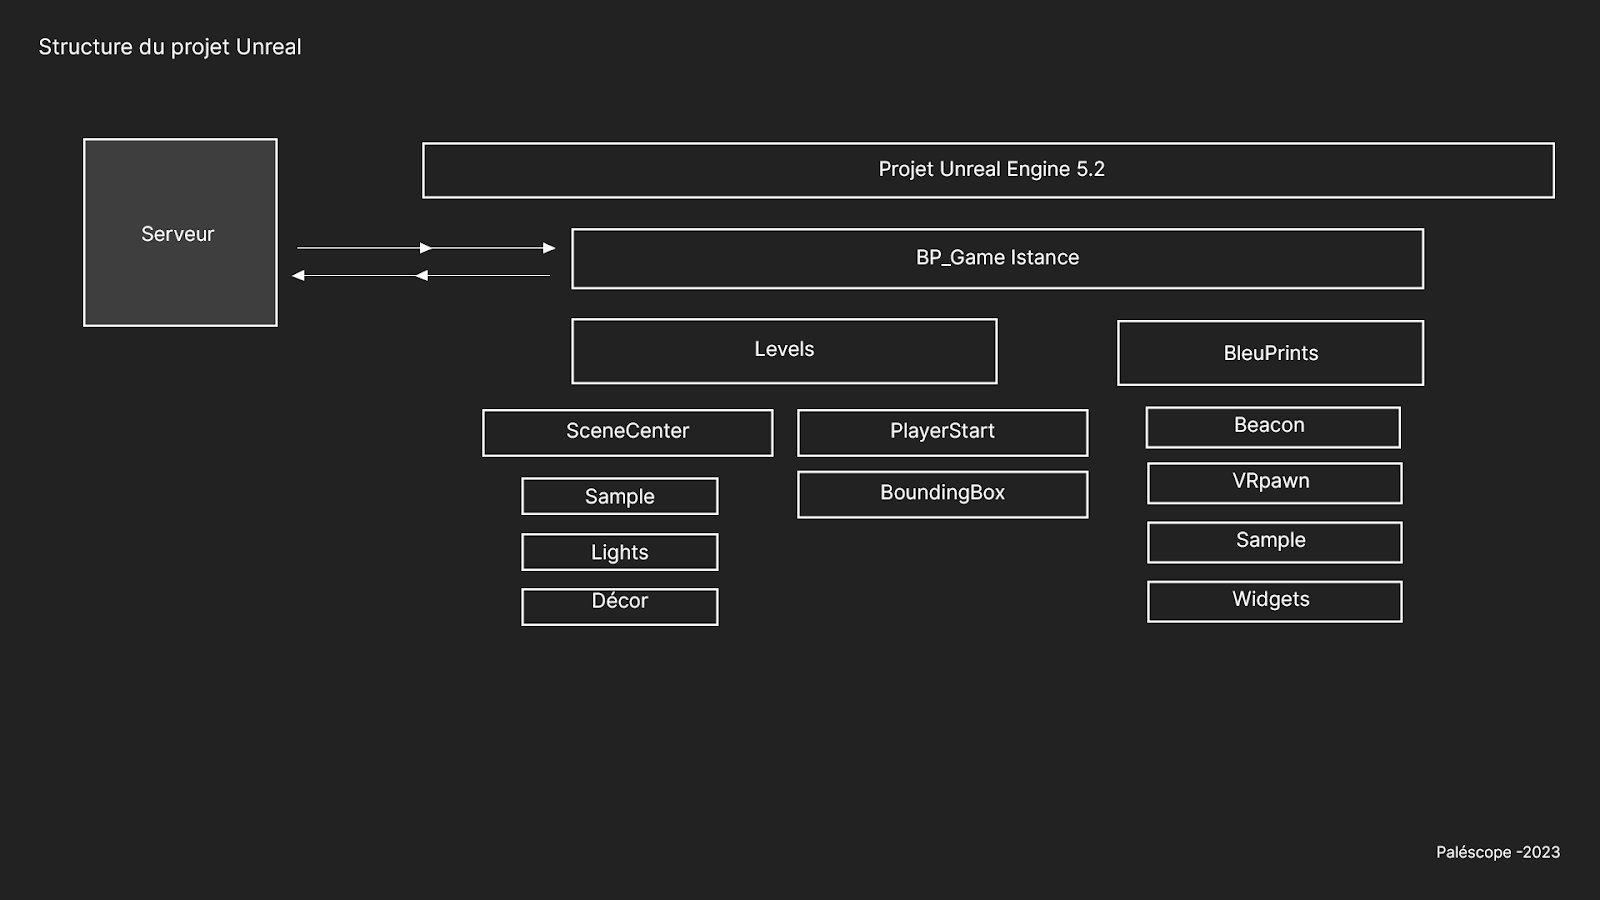 Structure du projet Unreal
Serveur
Projet Unreal Engine 5.2
BP_Game Istance
Levels
BleuPrints
SceneCenter
PlayerStart
Beacon
Sample
BoundingBox
VRpawn
Lights
Sample
Décor
Widgets
Paléscope -2023